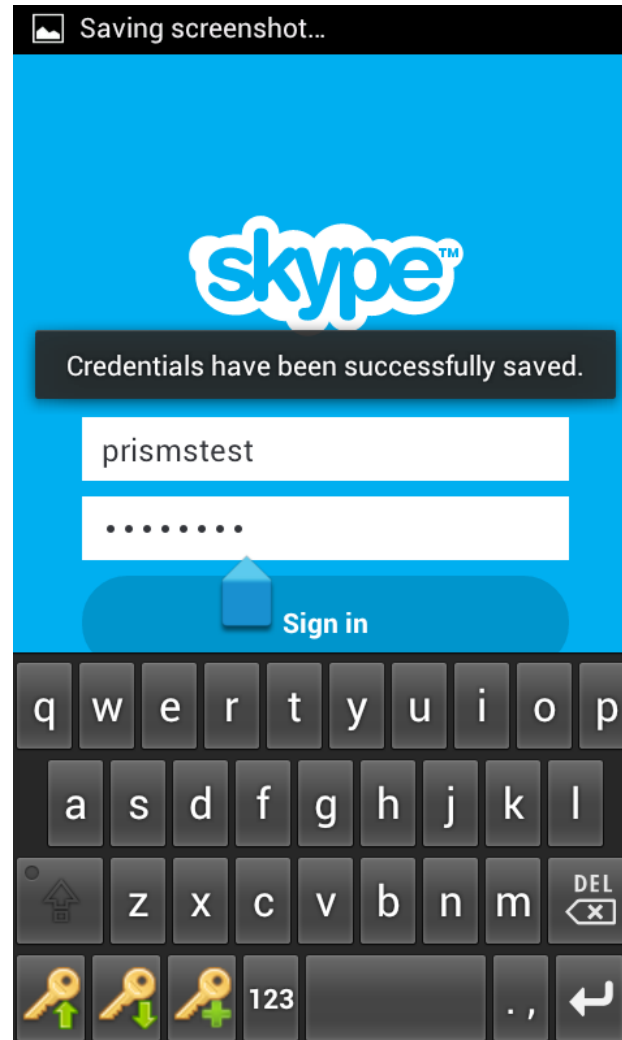 Saving screenshot...
skype™
Credentials have been successfully saved.
prismstest
••••••••
Sign in
q w e r t y u i o p
a s d f g h j k l
z x c v b n m DEL
123 . ,